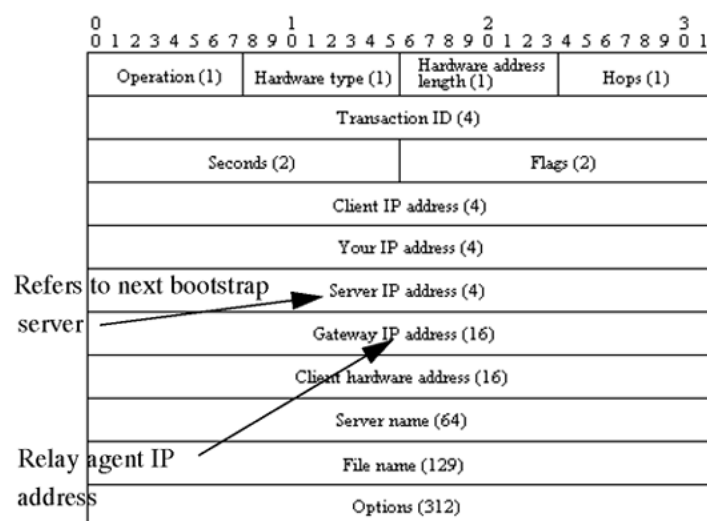 0 1 2 3
0 1 2 3 4 5 6 7 8 9 0 1 2 3 4 5 6 7 8 9 0 1 2 3 4 5 6 7 8 9 0 1
Operation (1) Hardware type (1) Hardware address
length (1) Hops (1)
Transaction ID (4)
Seconds (2) Flags (2)
Client IP address (4)
Your IP address (4)
Refers to next bootstrap
server
Server IP address (4)
Gateway IP address (16)
Client hardware address (16)
Server name (64)
Relay agent IP
address
File name (129)
Options (312)